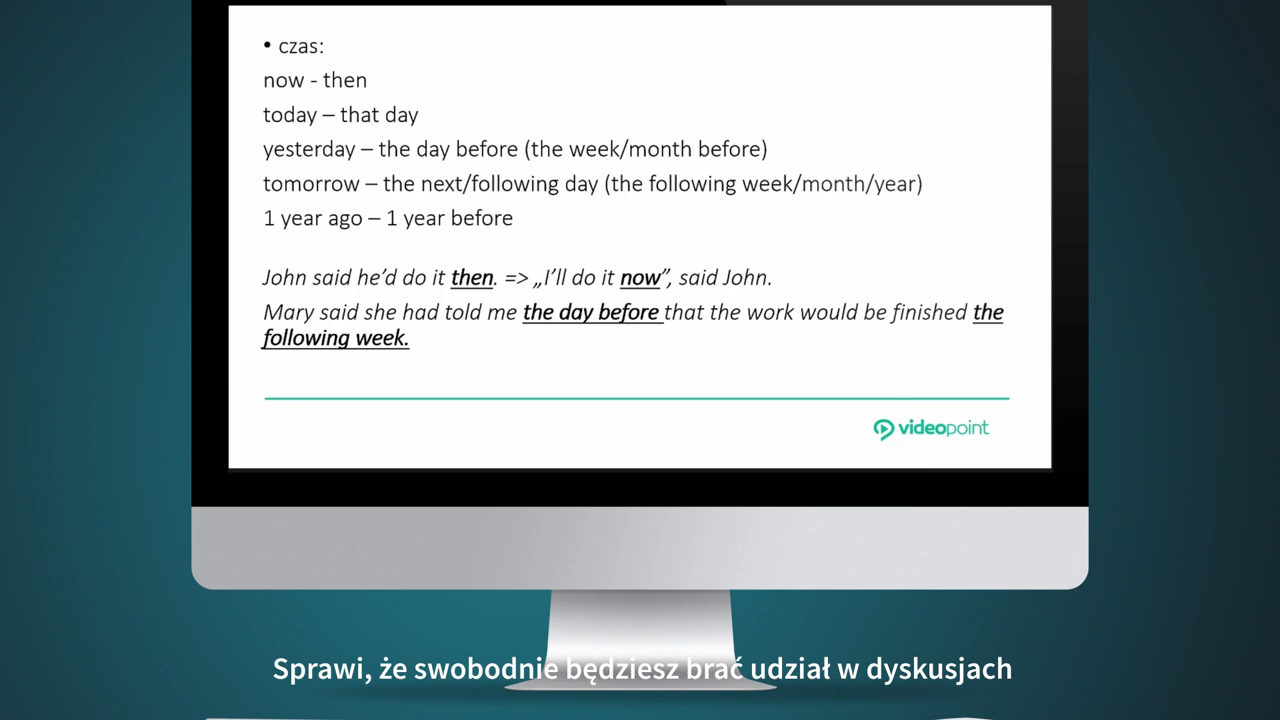 • czas:
now - then
today – that day
yesterday – the day before (the week/month before)
tomorrow – the next/following day (the following week/month/year)
1 year ago – 1 year before
John said he’d do it then. => „I’ll do it now”, said John.
Mary said she had told me the day before that the work would be finished the
following week.
videopoint
Sprawi, że swobodnie będziesz brać udział w dyskusjach